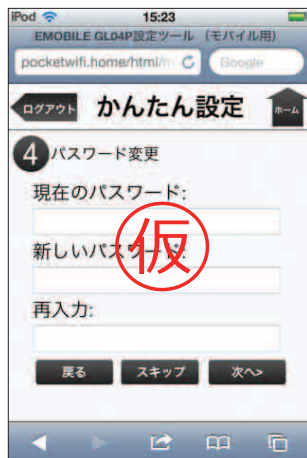 iPod 15:23
EMOBILE GL04P設定ツール (モバイル用)
pocketwifi.home/html/m Google
ログアウト かんたん設定 ホーム
4 パスワード変更
現在のパスワード:
新しいパスワード:
仮
再入力:
戻る スキップ 次へ>